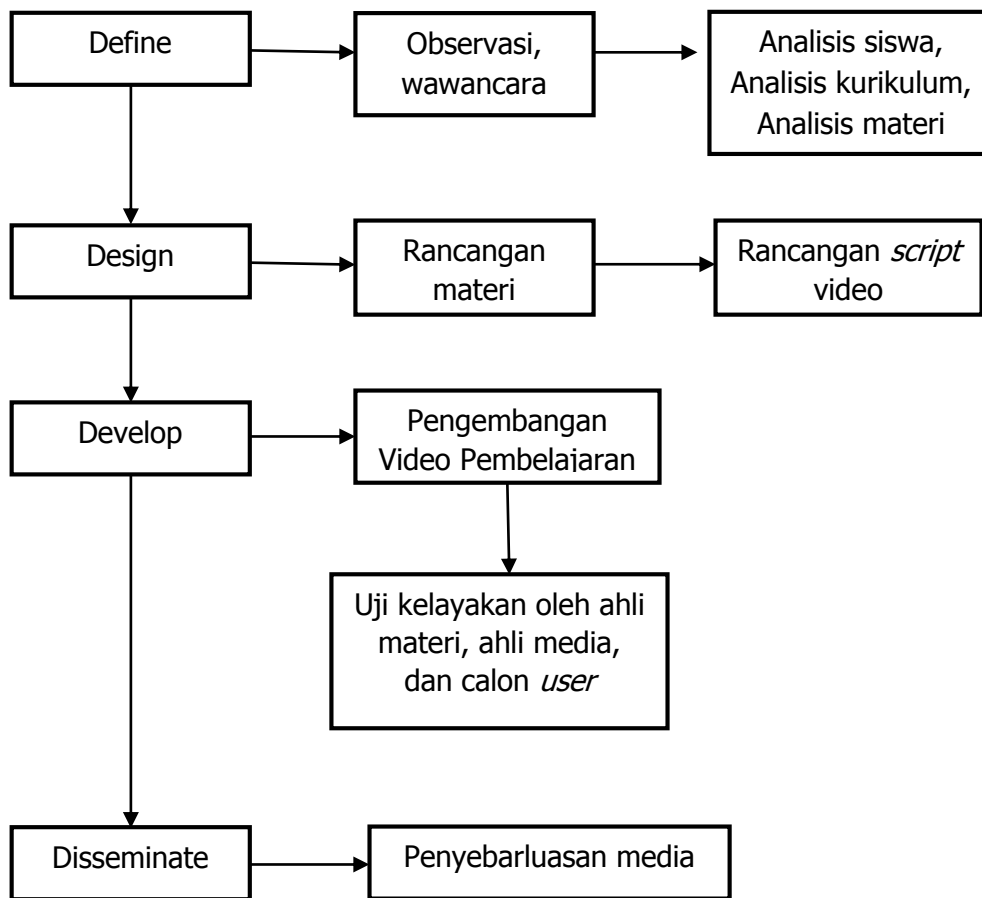 Define
Observasi,
wawancara
Analisis siswa,
Analisis kurikulum,
Analisis materi
Design
Rancangan
materi
Rancangan script
video
Develop
Pengembangan
Video Pembelajaran
Uji kelayakan oleh ahli
materi, ahli media,
dan calon user
Disseminate
Penyebarluasan media